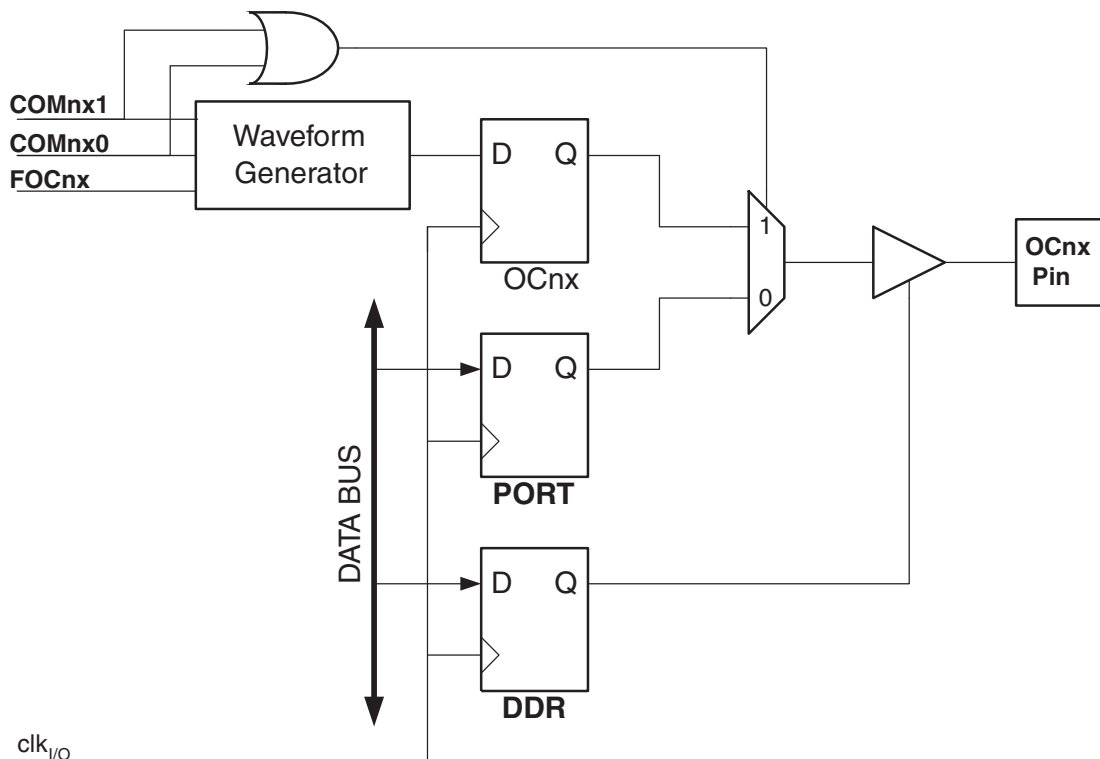 COMnx1
COMnx0
FOCnx
Waveform
Generator
D Q
OCnx
1
0
OCnx
Pin
D Q
PORT
DATA BUS
D Q
DDR
clkI/O